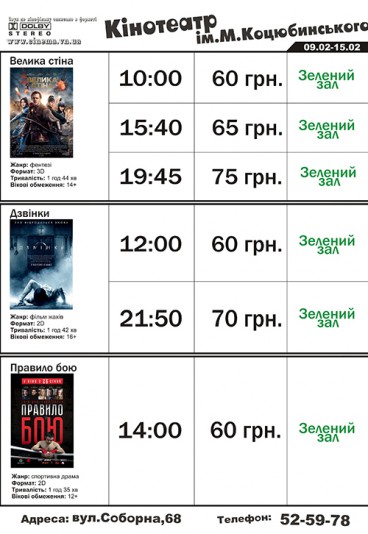 DOLBY
STEREO
www.cinema.vn.ua
Кінотеатр
ім.М.Коцюбинського
09.02-15.02
Велика стіна
ВЕЛИКА СТІНА
Жанр: фентезі
Формат: 3D
Тривалість: 1 год 44 хв
Вікові обмеження: 14+
10:00 60 грн. Зелений зал
15:40 65 грн. Зелений зал
19:45 75 грн. Зелений зал
Дзвінки
Жанр: фільм жахів
Формат: 2D
Тривалість: 1 год 42 хв
Вікові обмеження: 18+
12:00 60 грн. Зелений зал
21:50 70 грн. Зелений зал
Правило бою
ПРАВИЛО
БОЮ
Жанр: спортивна драма
Формат: 2D
Тривалість: 1 год 35 хв
Вікові обмеження: 12+
14:00 60 грн. Зелений зал
Адреса: вул.Соборна,68 Телефон: 52-59-78